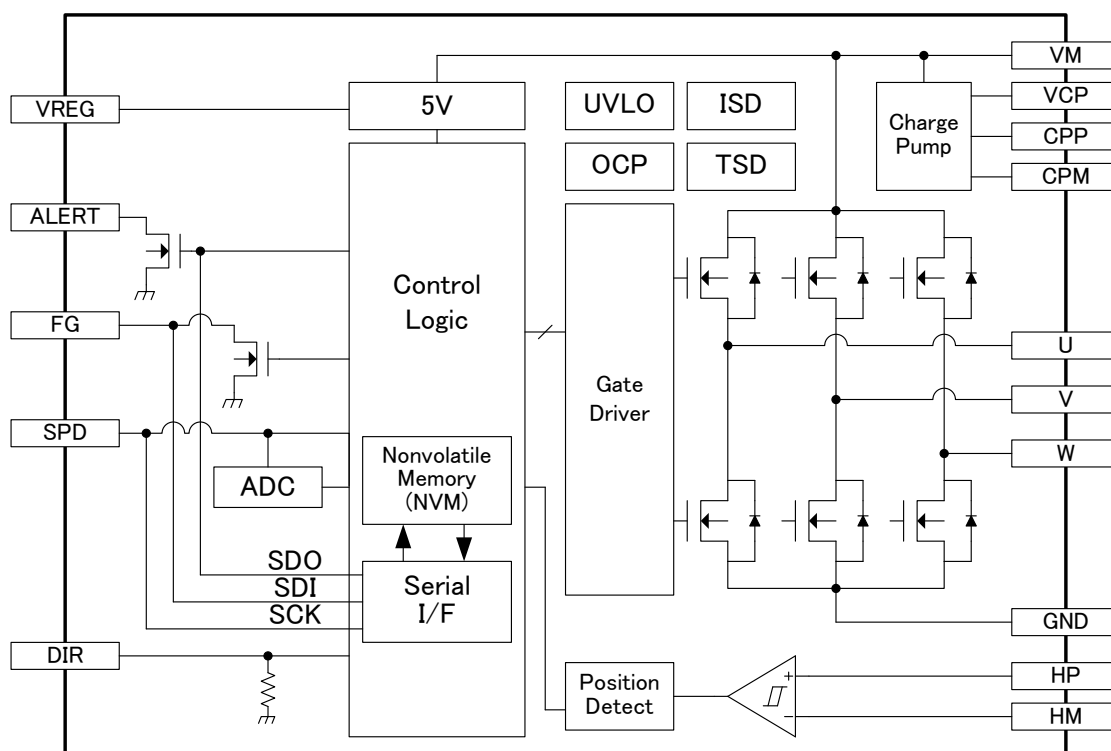 VM
VREG
5V
UVLO
ISD
VCP
Charge
Pump
CPP
OCP
TSD
CPM
ALERT
Control
Logic
FG
U
Gate
Driver
V
SPD
W
Nonvolatile
Memory
(NVM)
ADC
SDO
SDI
SCK
Serial
I/F
GND
DIR
Position
Detect
+
−
HP
HM